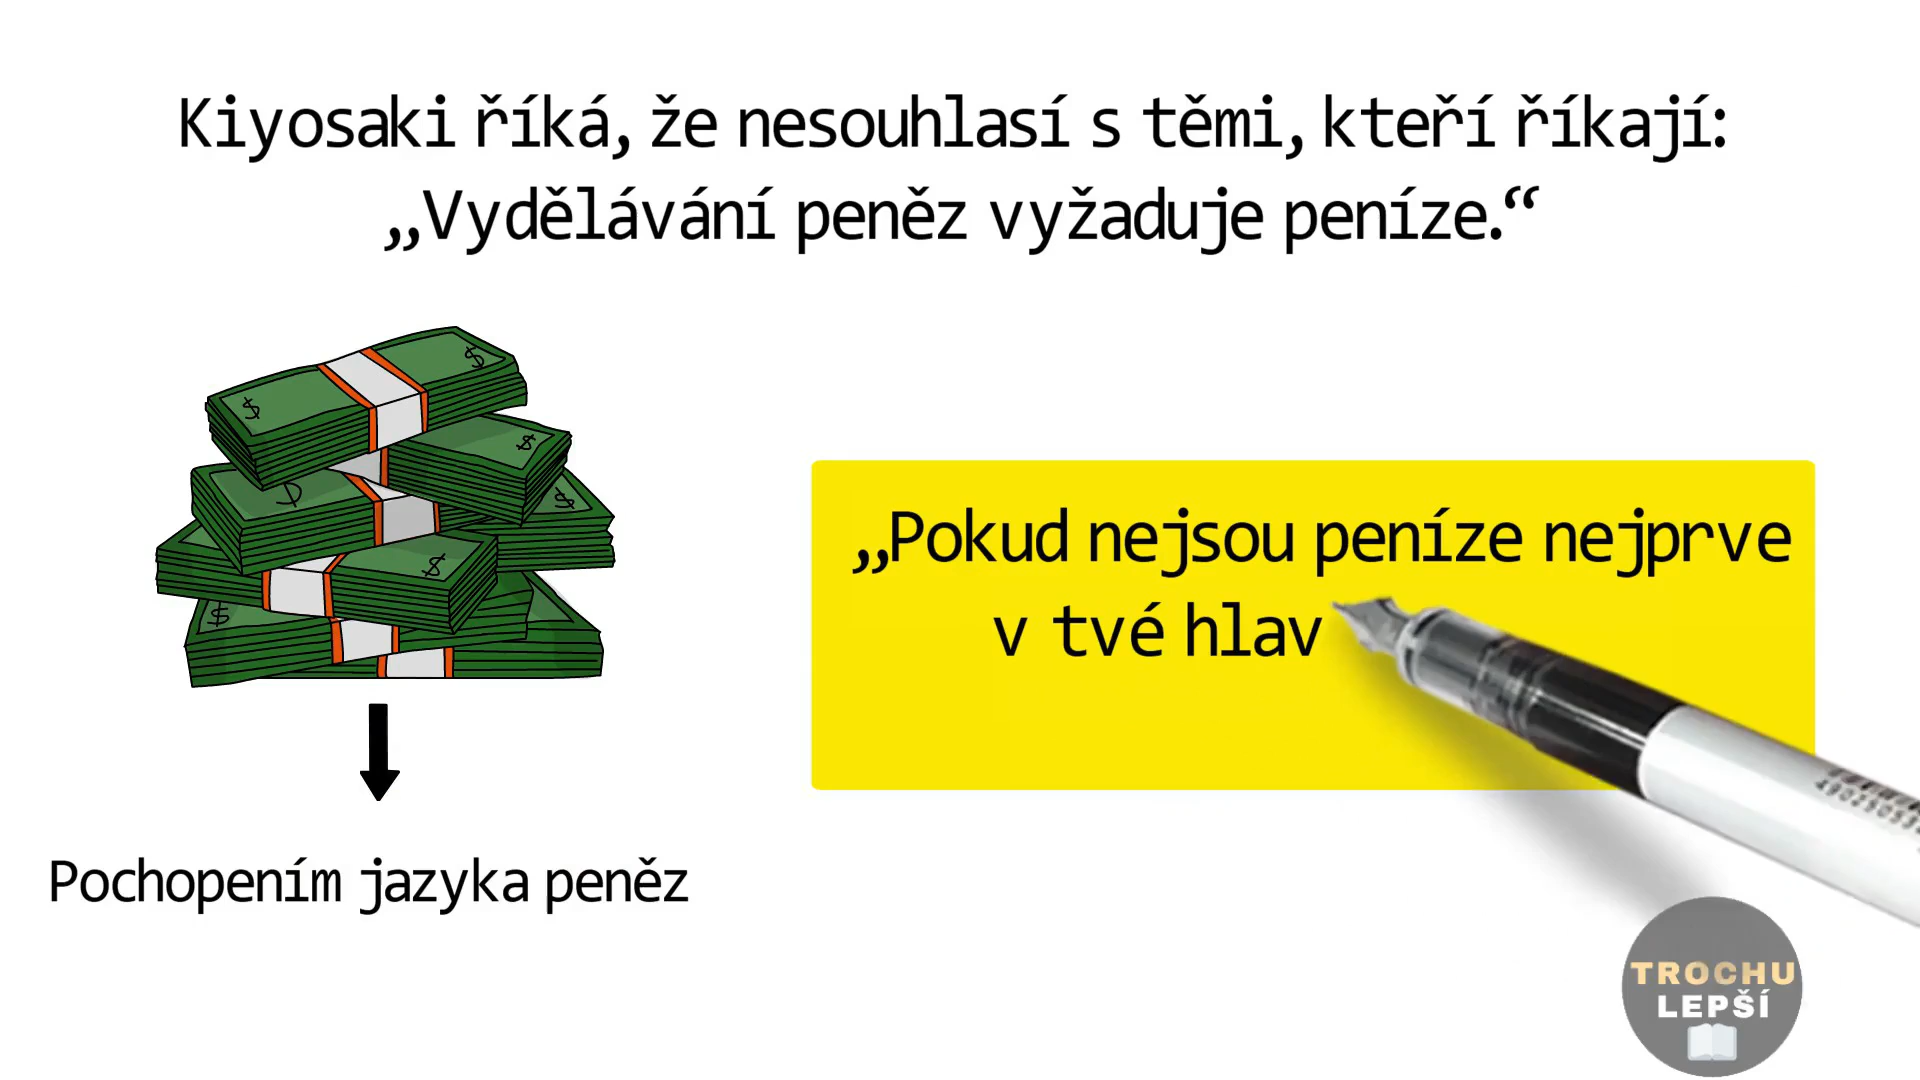 Kiyosaki říká, že nesouhlasí s těmi, kteří říkají:
„Vydělávání peněz vyžaduje peníze.“
$
$
$
$
$
$
„Pokud nejsou peníze nejprve
v tvé hlav
Pochopením jazyka peněz
TROCHU
LEPŠÍ